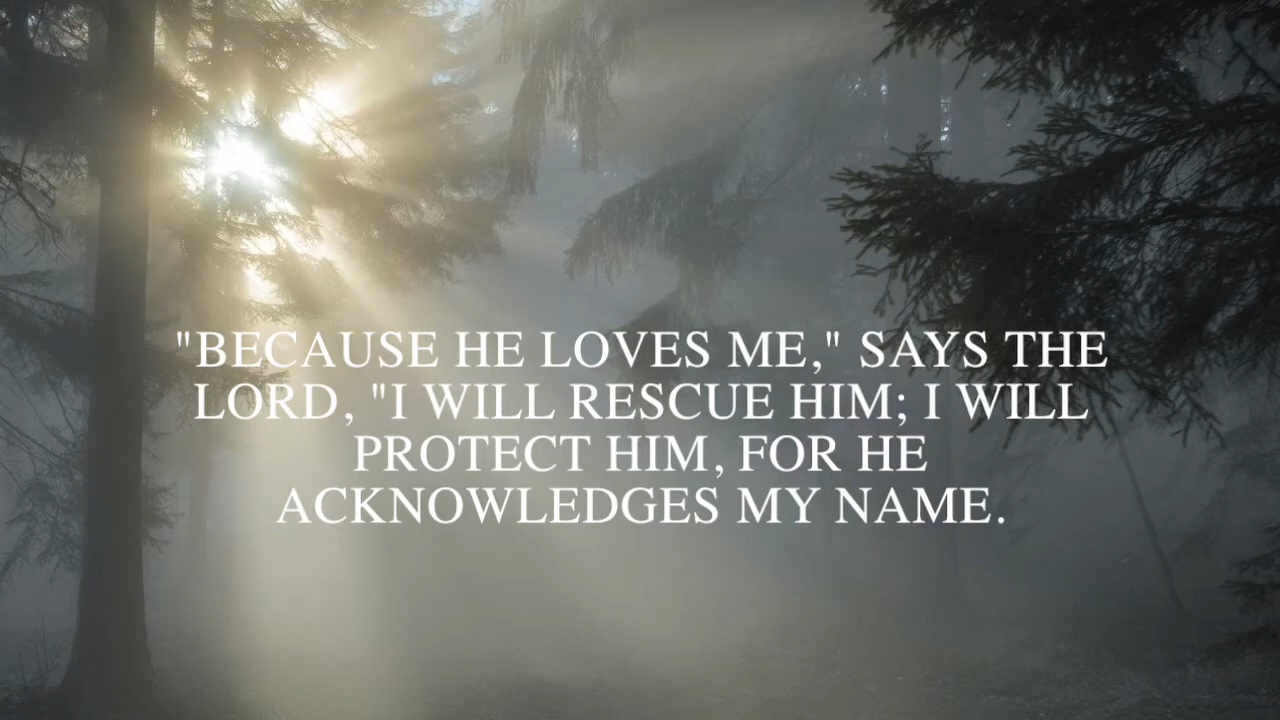 "BECAUSE HE LOVES ME," SAYS THE
LORD, "I WILL RESCUE HIM; I WILL
PROTECT HIM, FOR HE
ACKNOWLEDGES MY NAME.